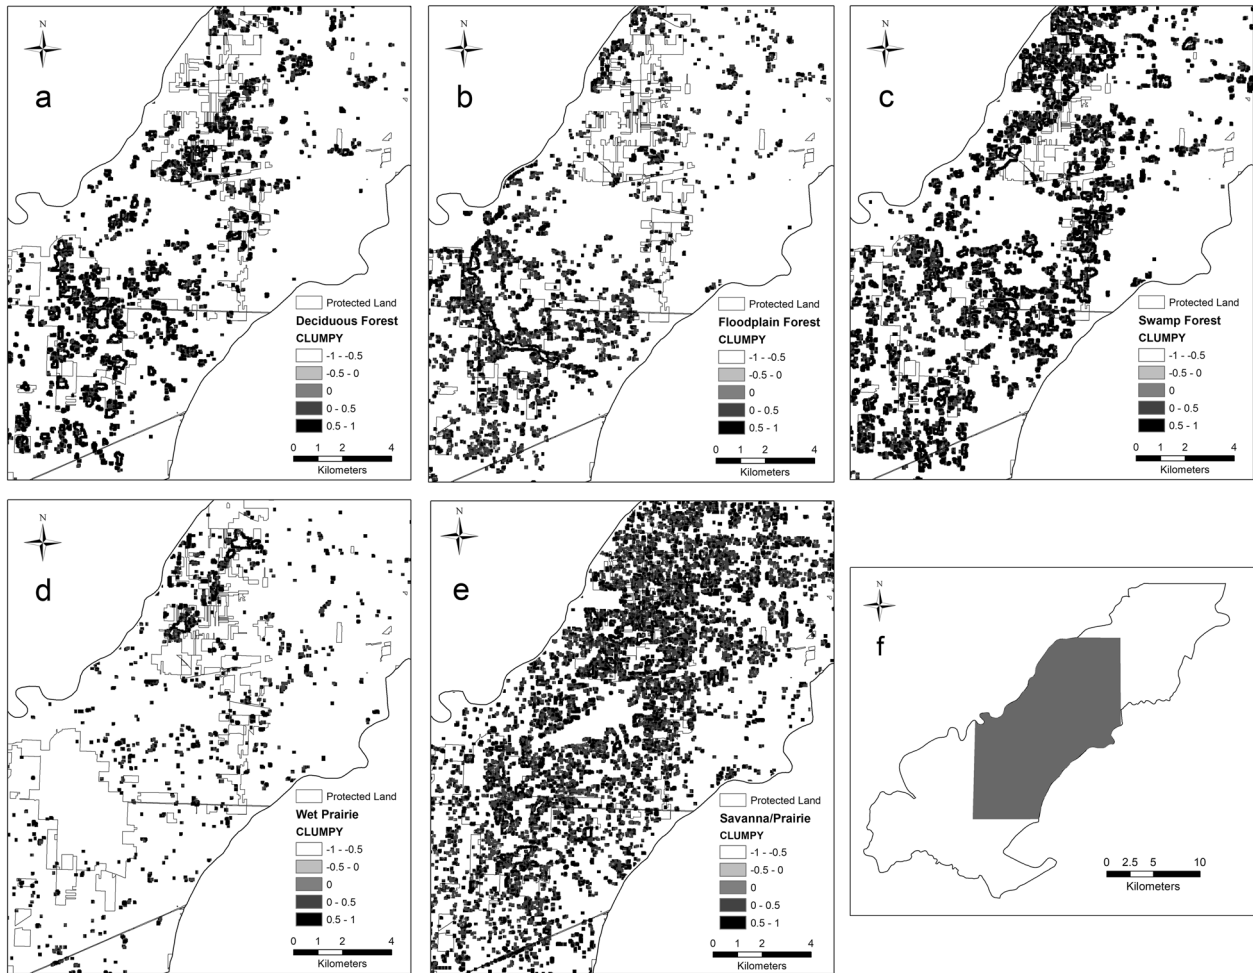 N
a
Protected Land
Deciduous Forest
CLUMPY
-1 - -0.5
-0.5 - 0
0
0 - 0.5
0.5 - 1
0 1 2 4
Kilometers
N
b
Protected Land
Floodplain Forest
CLUMPY
-1 - -0.5
-0.5 - 0
0
0 - 0.5
0.5 - 1
0 1 2 4
Kilometers
N
c
Protected Land
Swamp Forest
CLUMPY
-1 - -0.5
-0.5 - 0
0
0 - 0.5
0.5 - 1
0 1 2 4
Kilometers
N
d
Protected Land
Wet Prairie
CLUMPY
-1 - -0.5
-0.5 - 0
0
0 - 0.5
0.5 - 1
0 1 2 4
Kilometers
N
e
Protected Land
Savanna/Prairie
CLUMPY
-1 - -0.5
-0.5 - 0
0
0 - 0.5
0.5 - 1
0 1 2 4
Kilometers
N
f
0 2.5 5 10
Kilometers